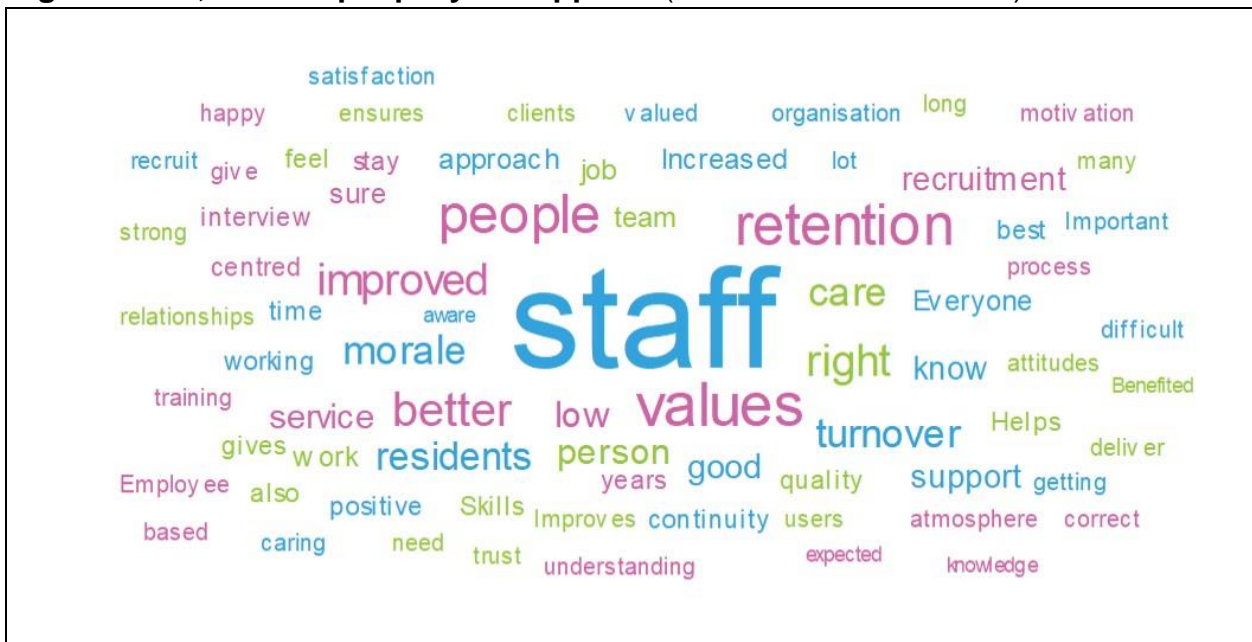 satisfaction
happy ensures clients valued organisation long motivation
recruit give feel stay approach job Increased lot recruitment many
sure
strong interview people team retention best Important
centred improved staff care Everyone process
relationships time aware difficult
working morale right know attitudes Benefited
training service better low values turnover Helps
gives work residents person good quality support getting deliver
Employee also years
positive Skills Improves continuity users atmosphere correct
based caring need trust understanding expected knowledge